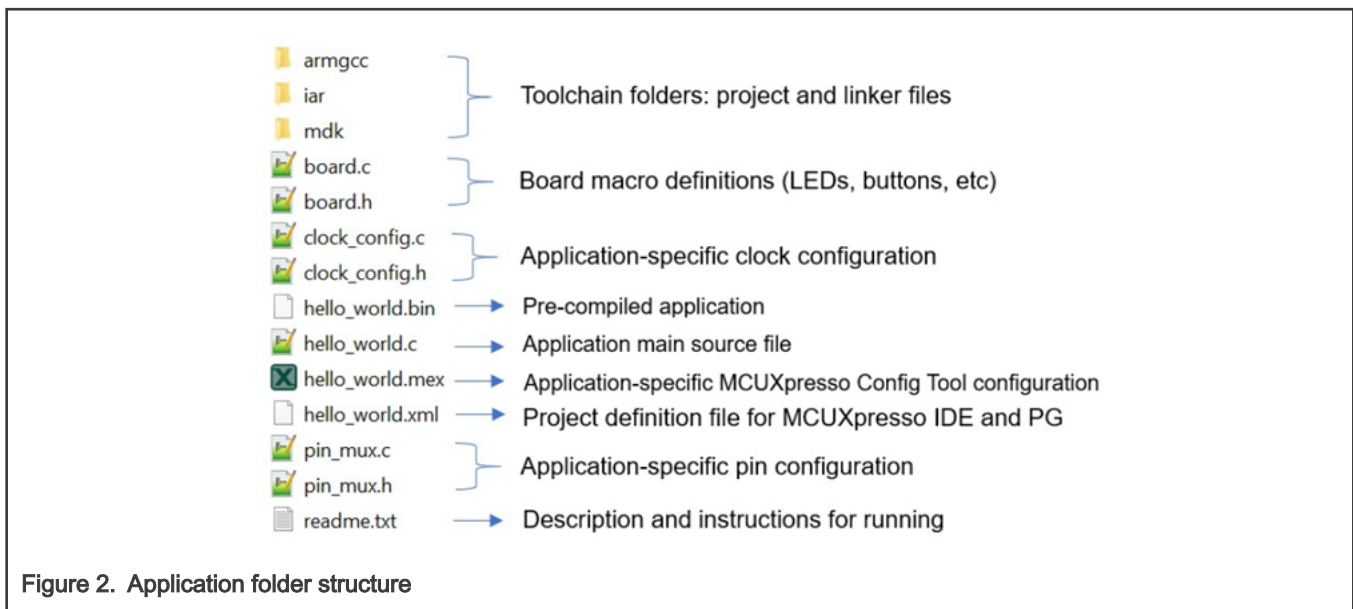 armgcc
iar
Toolchain folders: project and linker files
mdk
board.c
Board macro definitions (LEDs, buttons, etc)
board.h
clock_config.c
Application-specific clock configuration
clock_config.h
hello_world.bin Pre-compiled application
hello_world.c Application main source file
hello_world.mex Application-specific MCUXpresso Config Tool configuration
hello_world.xml Project definition file for MCUXpresso IDE and PG
pin_mux.c
Application-specific pin configuration
pin_mux.h
readme.txt Description and instructions for running
Figure 2. Application folder structure